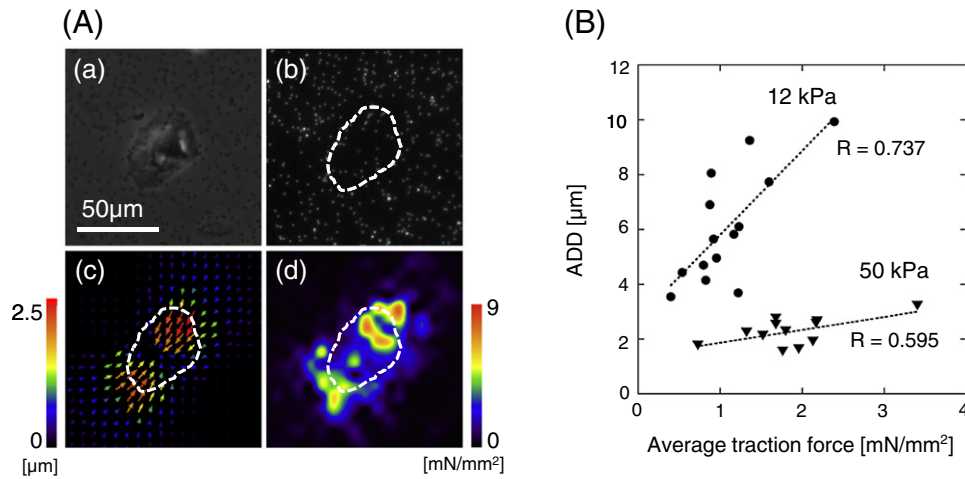 (A)
(a)
(b)
50μm
(c)
(d)
2.5
0
[μm]
9
0
[mN/mm²]
(B)
12
10
8
6
4
2
0
ADD [μm]
12 kPa
R = 0.737
50 kPa
R = 0.595
0
1
2
3
4
Average traction force [mN/mm²]